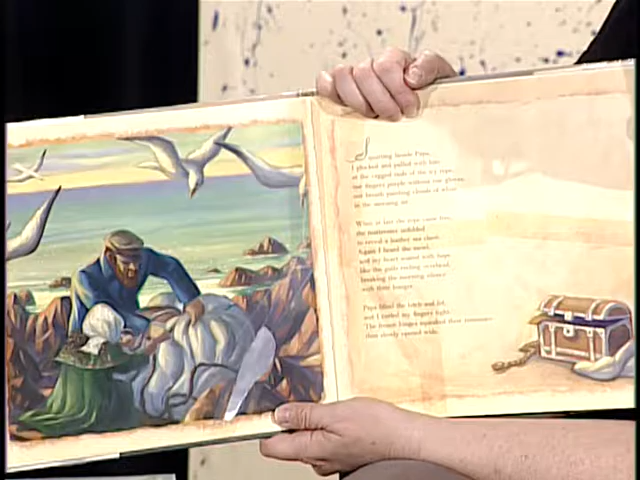 Squatting beside Papa,
I plucked and pulled with him
at the ragged ends of the icy rope,
our fingers purple without our gloves,
our breath painting clouds of white
in the morning air.
When at last the rope came free,
the mattresses unfolded
to reveal a leather sea chest.
Again I heard the sound,
and my heart soared with hope
like the gulls reeling overhead,
breaking the morning silence
with their hunger.
Papa lifted the latch and lid,
and I curled my fingers tight.
The frozen hinges squeaked their resistance
then slowly opened wide.